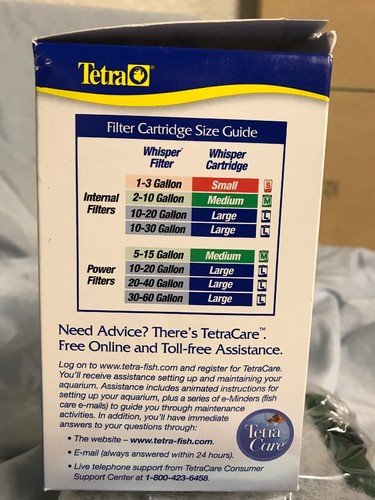 Tetra
Filter Cartridge Size Guide
Whisper® Whisper
Filter Cartridge
1-3 Gallon Small S
Internal Filters
2-10 Gallon Medium M
10-20 Gallon Large L
10-30 Gallon Large L
5-15 Gallon Medium M
Power Filters
10-20 Gallon Large L
20-40 Gallon Large L
30-60 Gallon Large L
Need Advice? There's TetraCare™.
Free Online and Toll-free Assistance.
Log on to www.tetra-fish.com and register for TetraCare.
You'll receive assistance setting up and maintaining your
aquarium. Assistance includes animated instructions for
setting up your aquarium, plus a series of e-Minders (fish
care e-mails) to guide you through maintenance
activities. In addition, you'll have immediate
answers to your questions through:
• The website – www.tetra-fish.com.
• E-mail (always answered within 24 hours).
• Live telephone support from TetraCare Consumer
Support Center at 1-800-423-6458.
Tetra
Care